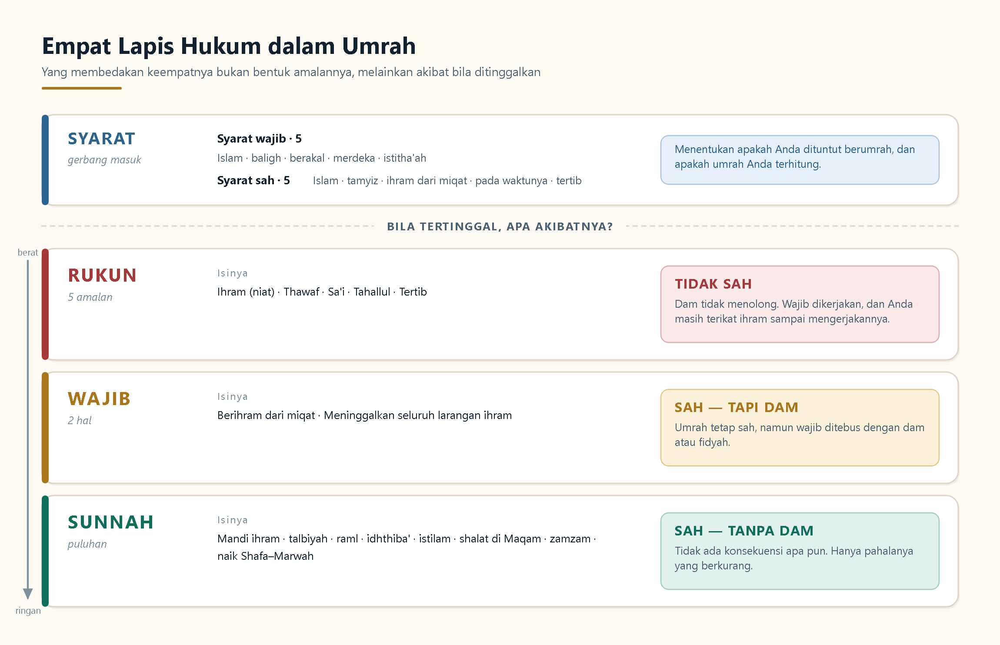 Empat Lapis Hukum dalam Umrah
Yang membedakan keempatnya bukan bentuk amalannya, melainkan akibat bila ditinggalkan
SYARAT
gerbang masuk
Syarat wajib · 5
Islam · baligh · berakal · merdeka · istitha'ah
Syarat sah · 5 Islam · tamyiz · ihram dari miqat · pada waktunya · tertib
Menentukan apakah Anda dituntut berumrah, dan
apakah umrah Anda terhitung.
BILA TERTINGGAL, APA AKIBATNYA?
berat
RUKUN
5 amalan
Isinya
Ihram (niat) · Thawaf · Sa'i · Tahallul · Tertib
TIDAK SAH
Dam tidak menolong. Wajib dikerjakan, dan Anda
masih terikat ihram sampai mengerjakannya.
WAJIB
2 hal
Isinya
Berihram dari miqat · Meninggalkan seluruh larangan ihram
SAH — TAPI DAM
Umrah tetap sah, namun wajib ditebus dengan dam
atau fidyah.
SUNNAH
puluhan
Isinya
Mandi ihram · talbiyah · raml · idhthiba' · istilam · shalat di Maqam · zamzam ·
naik Shafa–Marwah
SAH — TANPA DAM
Tidak ada konsekuensi apa pun. Hanya pahalanya
yang berkurang.
ringan